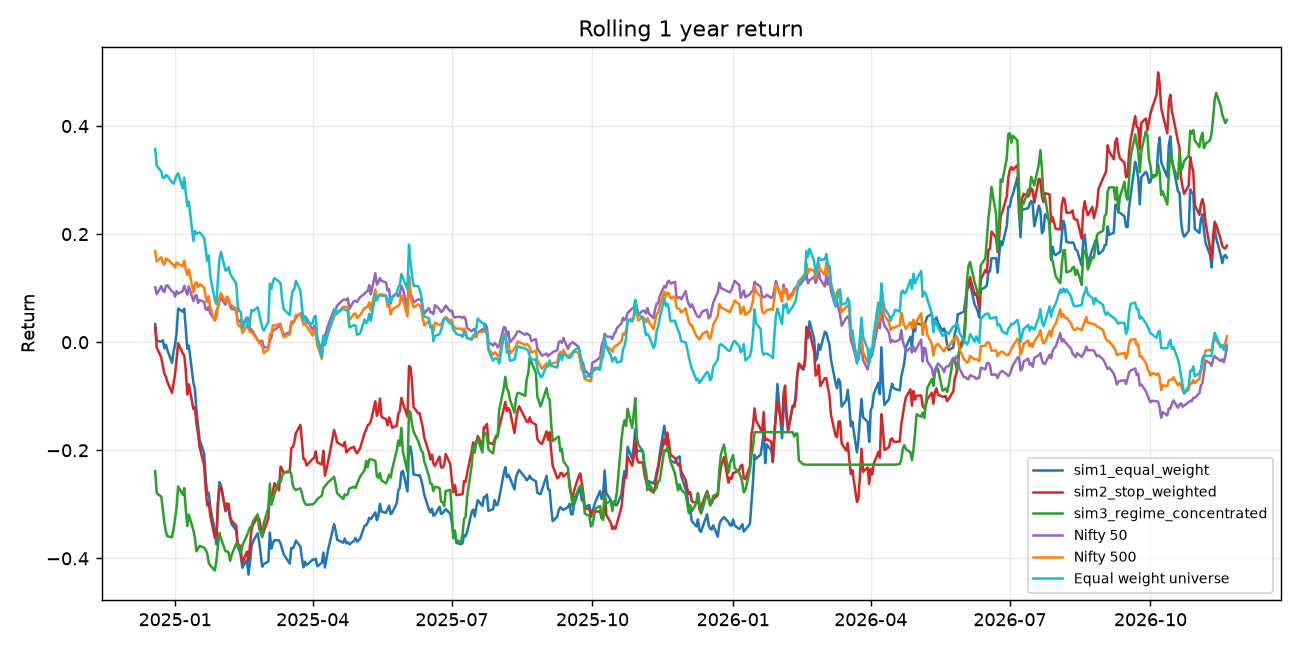 Rolling 1 year return
Return
0.4
0.2
0.0
−0.2
−0.4
2025-01
2025-04
2025-07
2025-10
2026-01
2026-04
2026-07
2026-10
sim1_equal_weight
sim2_stop_weighted
sim3_regime_concentrated
Nifty 50
Nifty 500
Equal weight universe